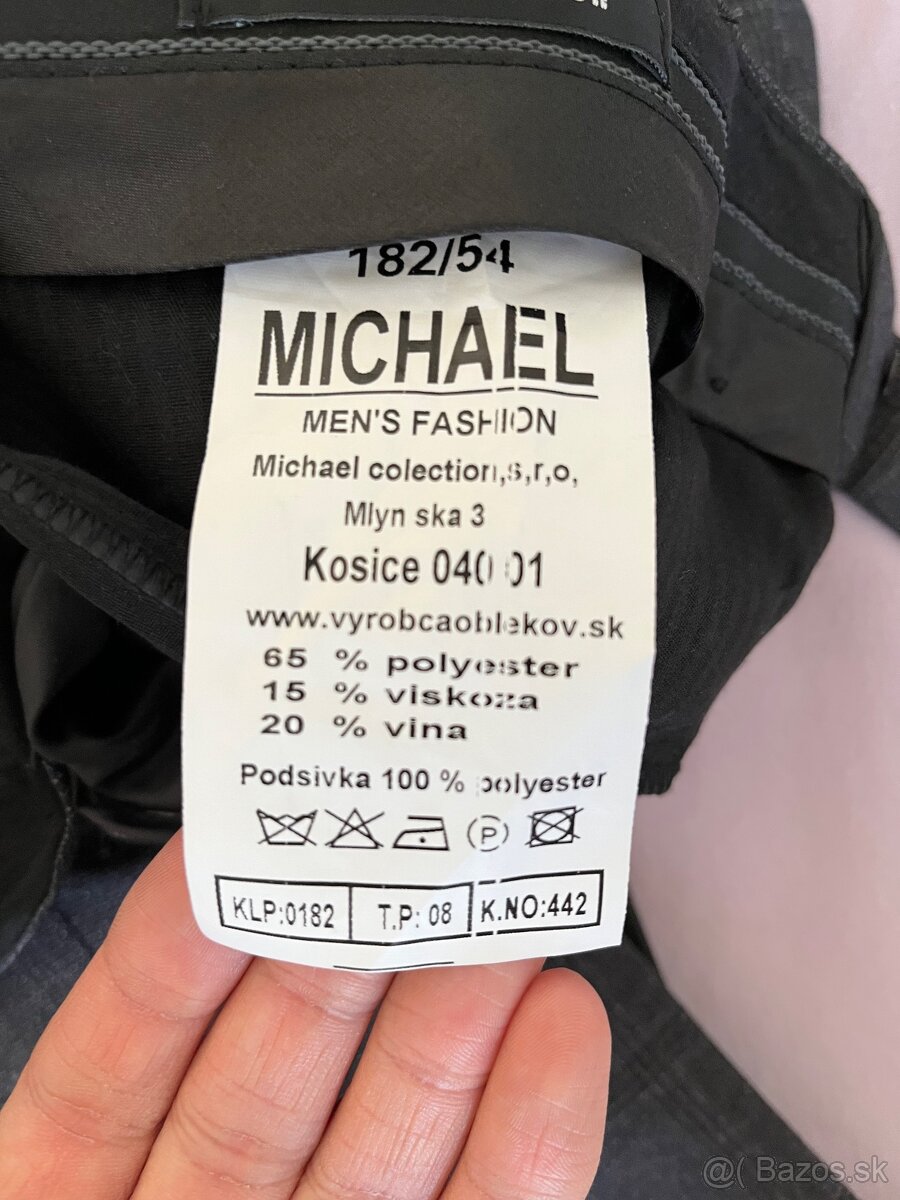 182/54
MICHAEL
MEN'S FASHION
Michael colection,s,r,o,
Mlyn ska 3
Kosice 040 01
www.vyrobcaoblekov.sk
65 % polyester
15 % viskoza
20 % vina
Podsivka 100 % polyester
P
KLP:0182 T.P: 08 K.NO:442
@( Bazos.sk